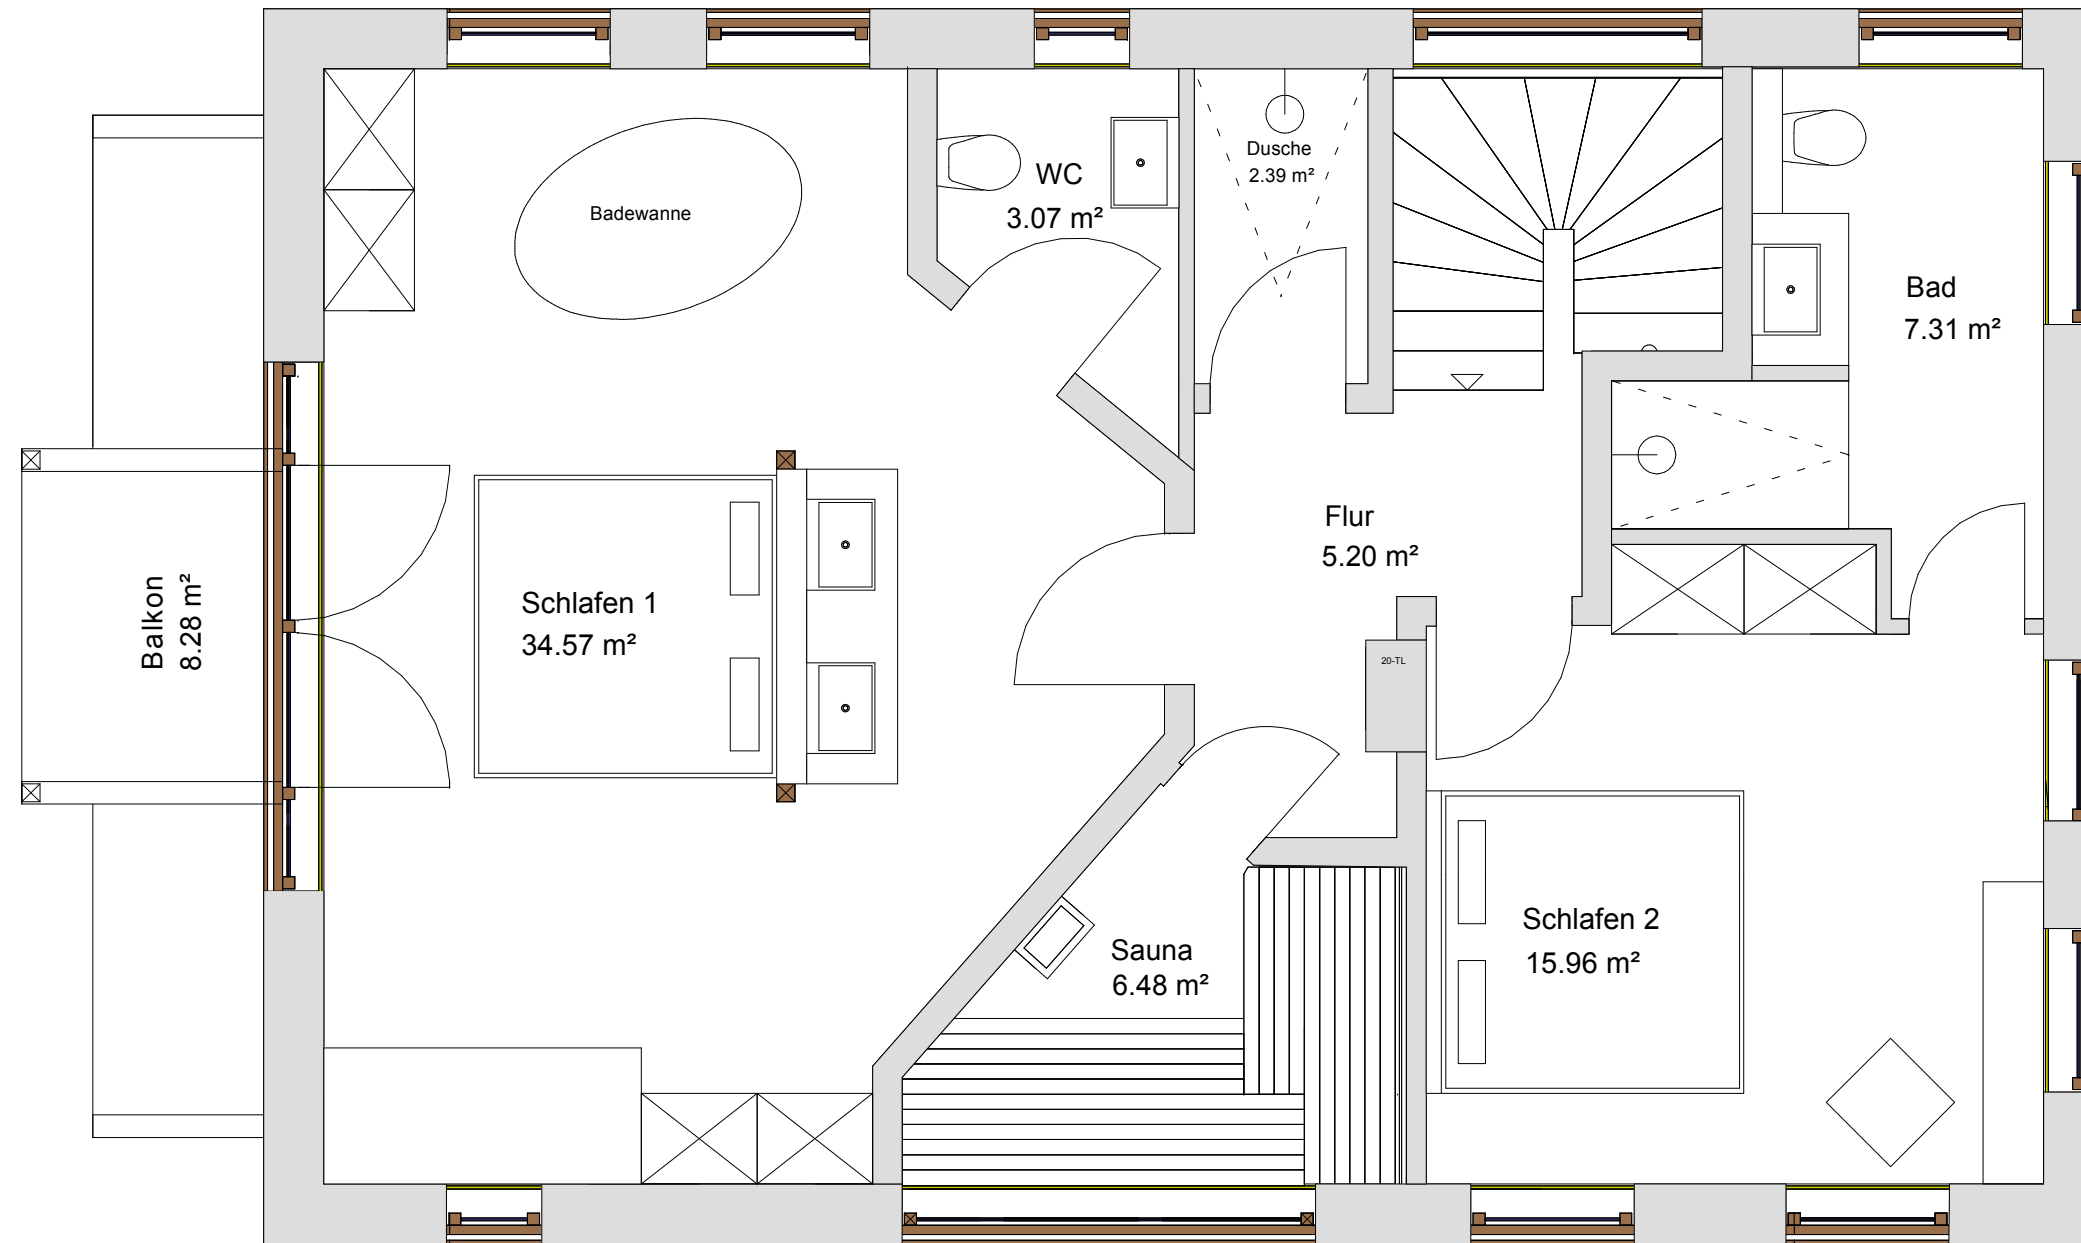 Dusche
2.39 m²
WC
3.07 m²
Badewanne
Bad
7.31 m²
Flur
5.20 m²
Balkon
8.28 m²
Schlafen 1
34.57 m²
20-TL
Schlafen 2
15.96 m²
Sauna
6.48 m²